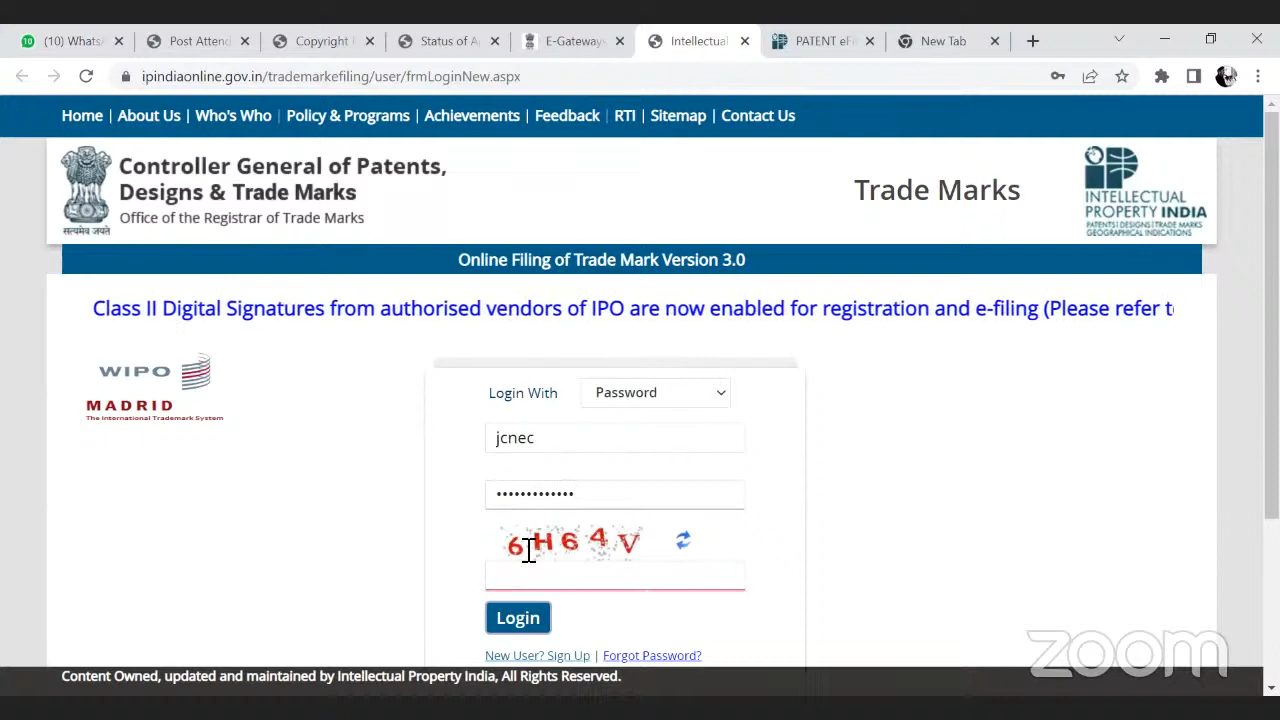 (10) Whats
Post Attend
Copyright
Status of A
E-Gateway
Intellectual
PATENT eFi
New Tab
ipindiaonline.gov.in/trademarkefiling/user/frmLoginNew.aspx
Home | About Us | Who's Who | Policy & Programs | Achievements | Feedback | RTI | Sitemap | Contact Us
Controller General of Patents,
Designs & Trade Marks
Office of the Registrar of Trade Marks
सत्यमेव जयते
Trade Marks
INTELLECTUAL
PROPERTY INDIA
PATENTS | DESIGNS | TRADE MARKS
GEOGRAPHICAL INDICATIONS
Online Filing of Trade Mark Version 3.0
Class II Digital Signatures from authorised vendors of IPO are now enabled for registration and e-filing (Please refer t
WIPO
MADRID
The International Trademark System
Login With Password
jcnec
•••••••••••••
6H64V
Login
New User? Sign Up | Forgot Password?
zoom
Content Owned, updated and maintained by Intellectual Property India, All Rights Reserved.